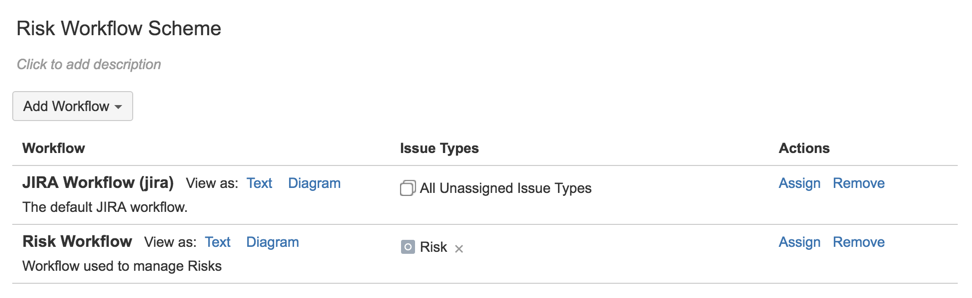 Risk Workflow Scheme
Click to add description
Add Workflow
Workflow Issue Types Actions
JIRA Workflow (jira) View as: Text Diagram All Unassigned Issue Types Assign Remove
The default JIRA workflow.
Risk Workflow View as: Text Diagram Risk × Assign Remove
Workflow used to manage Risks